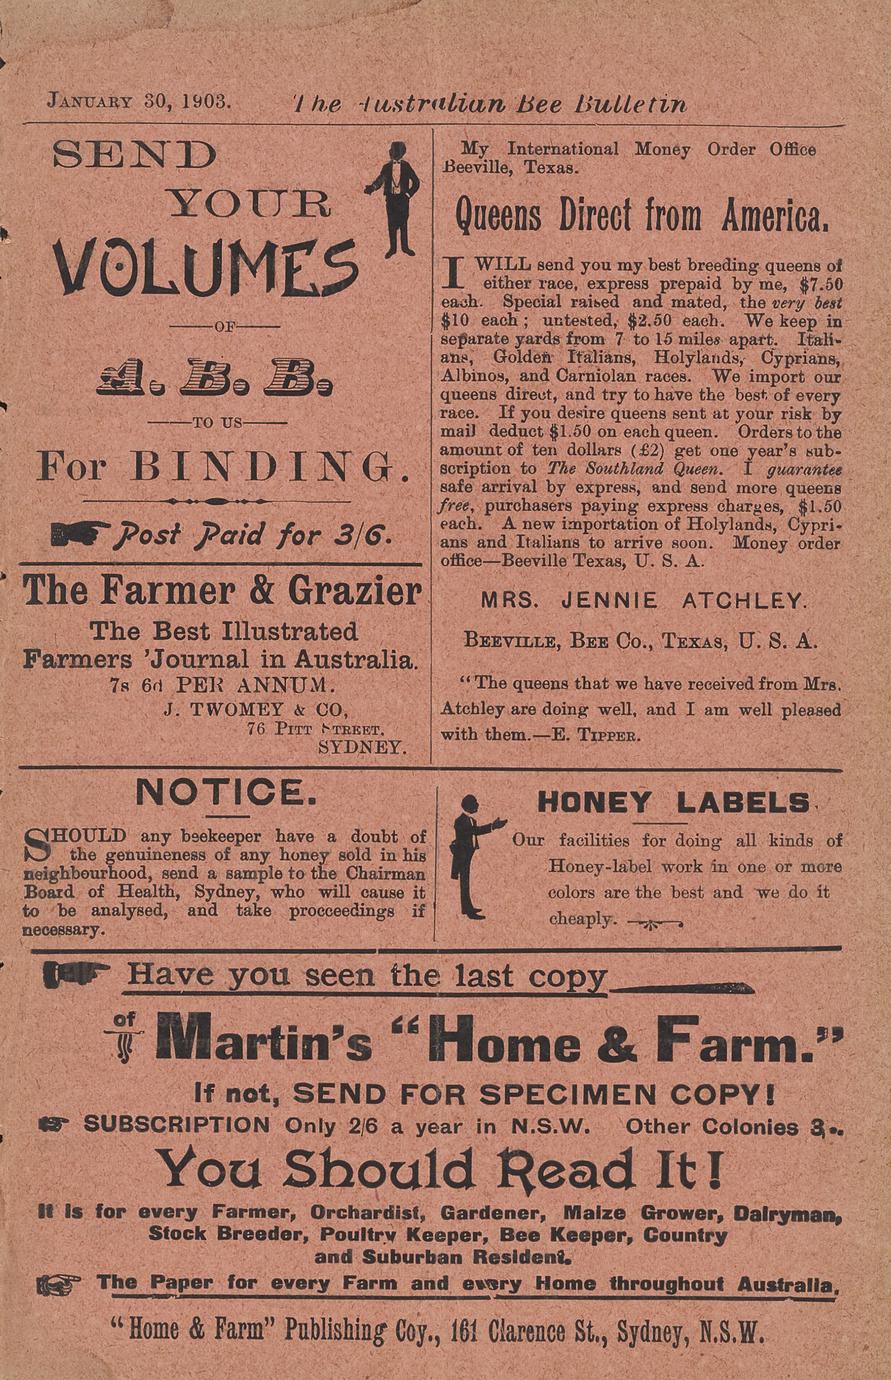 January 30, 1903.
The Australian Bee Bulletin
SEND
YOUR
VOLUMES
OF
A. B. B.
TO US
For BINDING.
Post Paid for 3/6.
The Farmer & Grazier
The Best Illustrated
Farmers 'Journal in Australia.
7s 6d PER ANNUM.
J. TWOMEY & CO,
76 Pitt Street.
SYDNEY.
My International Money Order Office
Beeville, Texas.
Queens Direct from America.
I WILL send you my best breeding queens of
either race, express prepaid by me, $7.50
each. Special raised and mated, the very best
$10 each; untested, $2.50 each. We keep in
separate yards from 7 to 15 miles apart. Itali-
ans, Golden Italians, Holylands, Cyprians,
Albinos, and Carniolan races. We import our
queens direct, and try to have the best of every
race. If you desire queens sent at your risk by
mail deduct $1.50 on each queen. Orders to the
amount of ten dollars (£2) get one year's sub-
scription to The Southland Queen. I guarantee
safe arrival by express, and send more queens
free, purchasers paying express charges, $1.50
each. A new importation of Holylands, Cypri-
ans and Italians to arrive soon. Money order
office—Beeville Texas, U. S. A.
MRS. JENNIE ATCHLEY.
Beeville, Bee Co., Texas, U. S. A.
"The queens that we have received from Mrs.
Atchley are doing well, and I am well pleased
with them.—E. Tipper.
NOTICE.
SHOULD any beekeeper have a doubt of
the genuineness of any honey sold in his
neighbourhood, send a sample to the Chairman
Board of Health, Sydney, who will cause it
to be analysed, and take procceedings if
necessary.
HONEY LABELS.
Our facilities for doing all kinds of
Honey-label work in one or more
colors are the best and we do it
cheaply.
Have you seen the last copy
of Martin's "Home & Farm."
If not, SEND FOR SPECIMEN COPY!
SUBSCRIPTION Only 2/6 a year in N.S.W. Other Colonies 3/-.
You Should Read It!
It is for every Farmer, Orchardist, Gardener, Maize Grower, Dairyman,
Stock Breeder, Poultry Keeper, Bee Keeper, Country
and Suburban Resident.
The Paper for every Farm and every Home throughout Australia.
"Home & Farm" Publishing Coy., 161 Clarence St., Sydney, N.S.W.